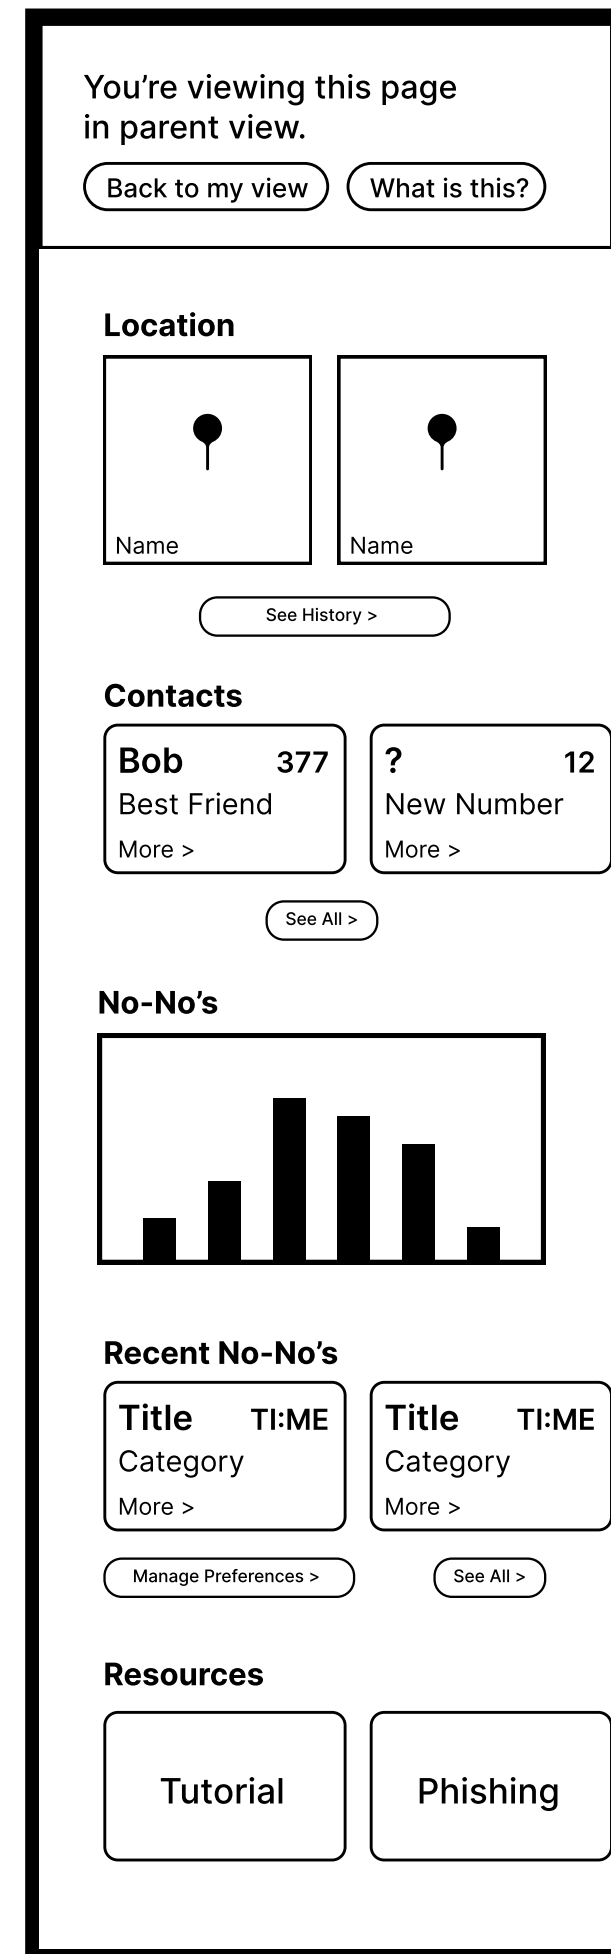 You’re viewing this page
in parent view.
Back to my view What is this?
Location
Name Name
See History >
Contacts
Bob 377 ? 12
Best Friend New Number
More > More >
See All >
No-No’s
Recent No-No’s
Title TI:ME Title TI:ME
Category Category
More > More >
Manage Preferences > See All >
Resources
Tutorial Phishing